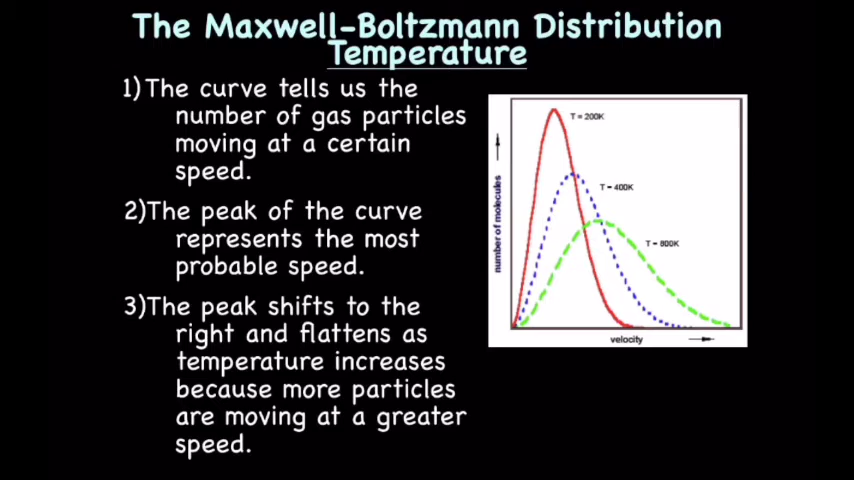 The Maxwell-Boltzmann Distribution
Temperature
1) The curve tells us the
number of gas particles
moving at a certain
speed.
2)The peak of the curve
represents the most
probable speed.
3)The peak shifts to the
right and flattens as
temperature increases
because more particles
are moving at a greater
speed.
number of molecules
T = 200K
T = 400K
T = 800K
velocity